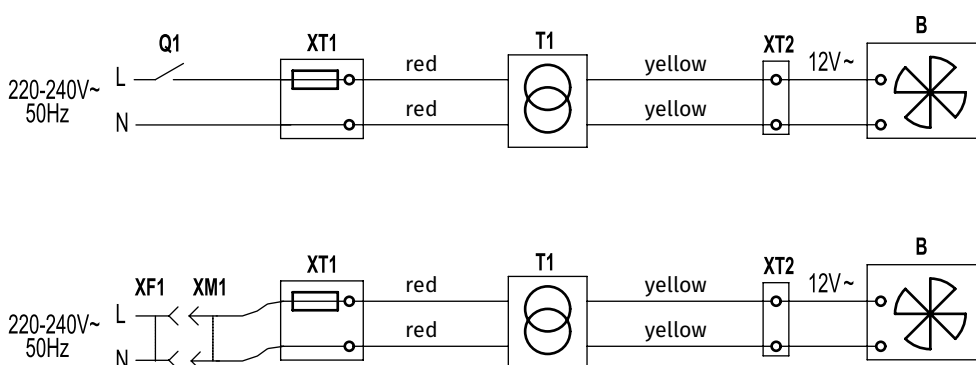 Q1 XT1 T1 XT2 B
L red yellow 12V~
220-240V~
50Hz
N red yellow
XF1 XM1 XT1 T1 XT2 B
L red yellow 12V~
220-240V~
50Hz
N red yellow